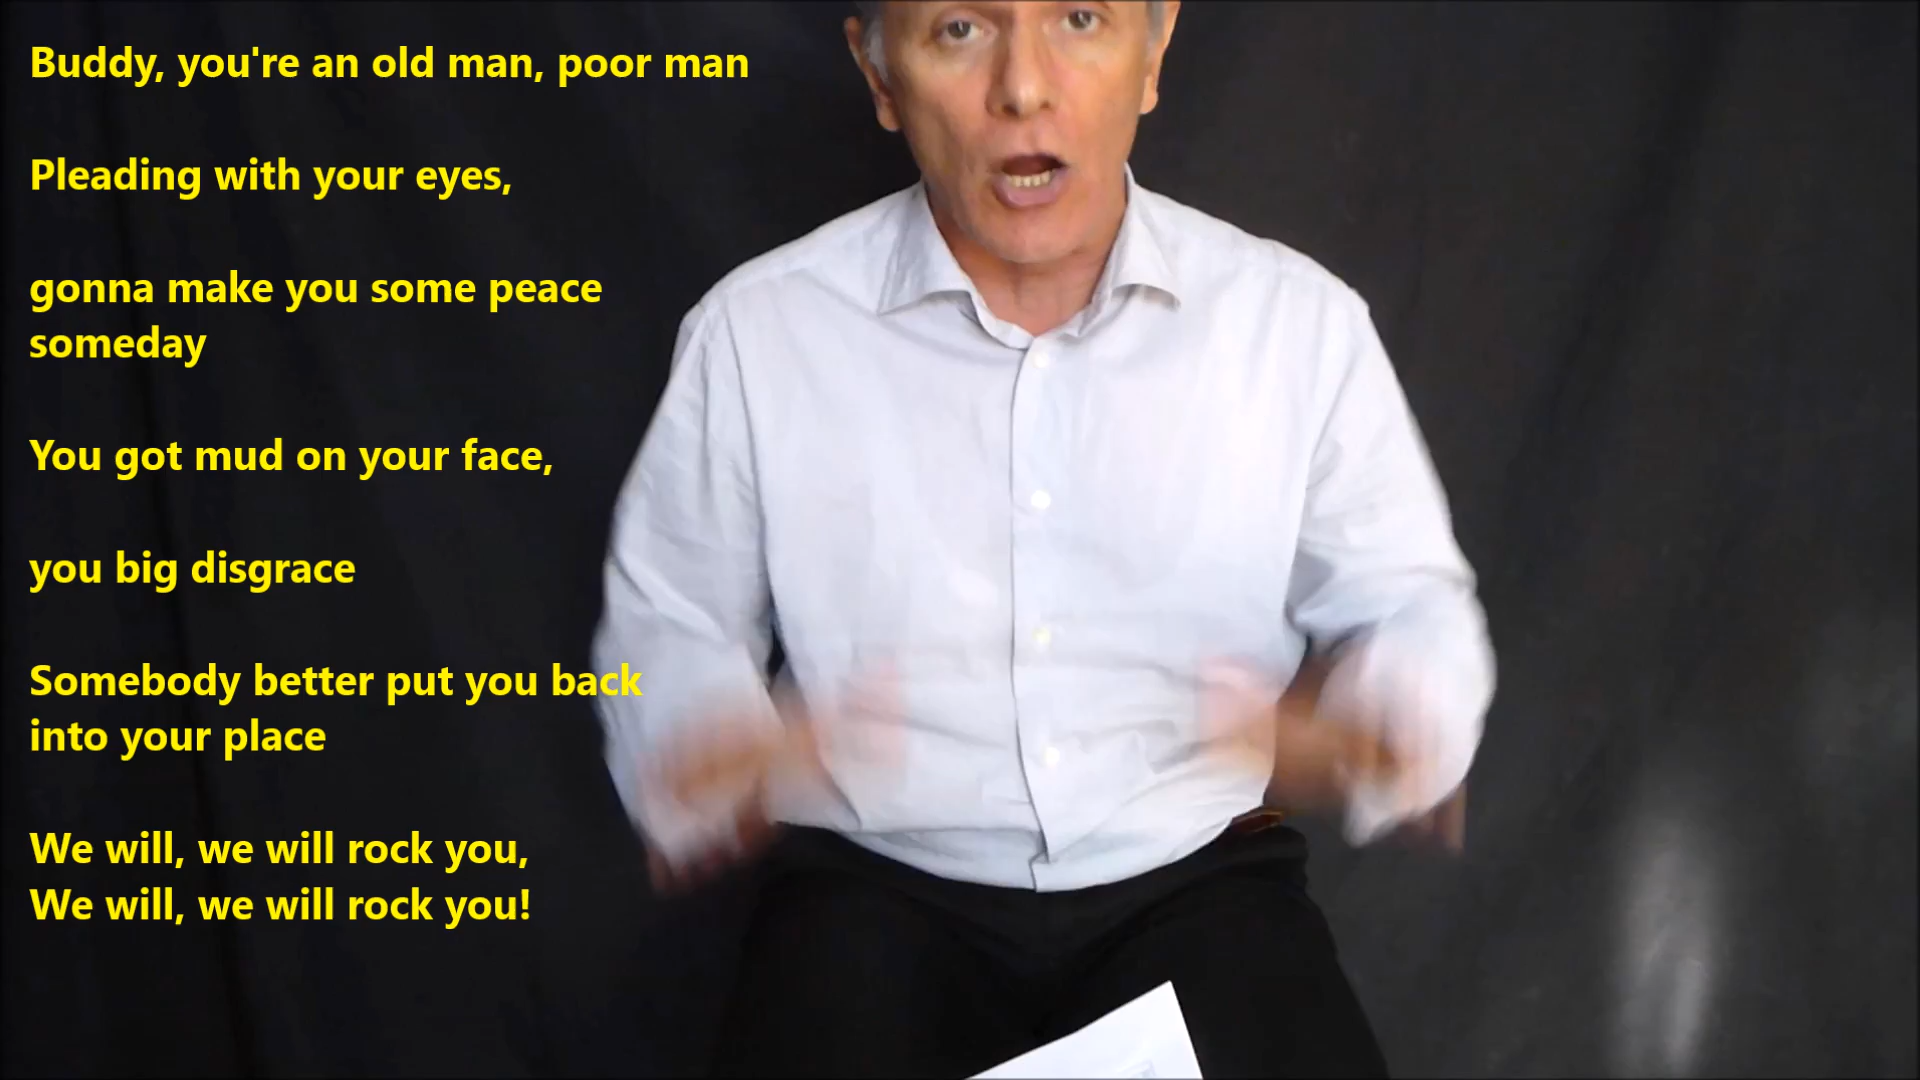 Buddy, you're an old man, poor man
Pleading with your eyes,
gonna make you some peace
someday
You got mud on your face,
you big disgrace
Somebody better put you back
into your place
We will, we will rock you,
We will, we will rock you!